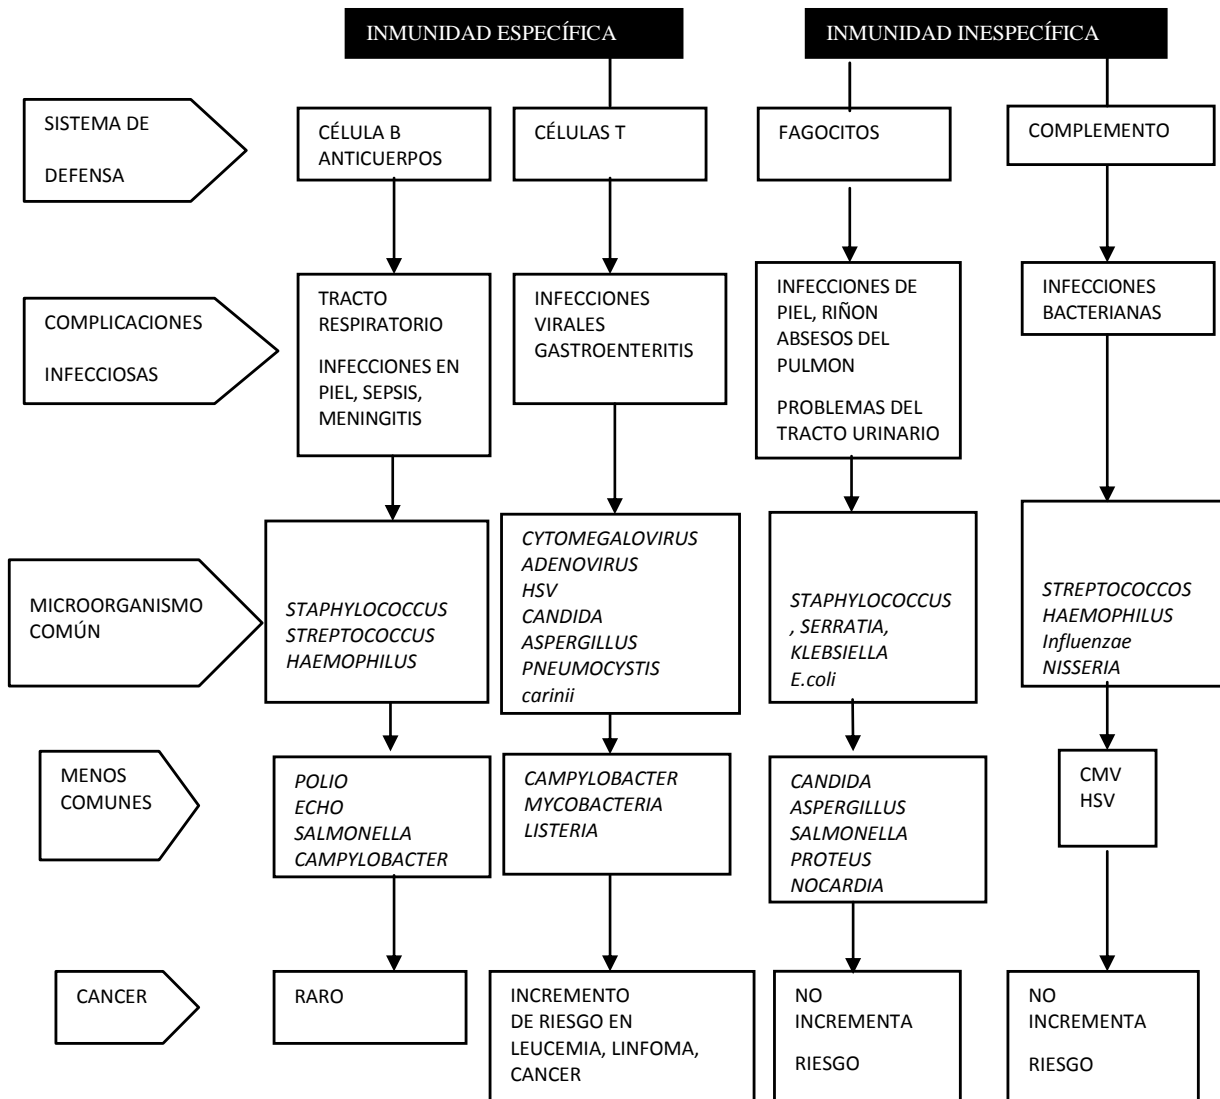 INMUNIDAD ESPECÍFICA
INMUNIDAD INESPECÍFICA
SISTEMA DE
DEFENSA
CÉLULA B
ANTICUERPOS
CÉLULAS T
FAGOCITOS
COMPLEMENTO
COMPLICACIONES
INFECCIOSAS
TRACTO
RESPIRATORIO
INFECCIONES EN
PIEL, SEPSIS,
MENINGITIS
INFECCIONES
VIRALES
GASTROENTERITIS
INFECCIONES DE
PIEL, RIÑON
ABSESOS DEL
PULMON
PROBLEMAS DEL
TRACTO URINARIO
INFECCIONES
BACTERIANAS
MICROORGANISMO
COMÚN
STAPHYLOCOCCUS
STREPTOCOCCUS
HAEMOPHILUS
CYTOMEGALOVIRUS
ADENOVIRUS
HSV
CANDIDA
ASPERGILLUS
PNEUMOCYSTIS
carinii
STAPHYLOCOCCUS
, SERRATIA,
KLEBSIELLA
E.coli
STREPTOCOCCOS
HAEMOPHILUS
Influenzae
NISSERIA
MENOS
COMUNES
POLIO
ECHO
SALMONELLA
CAMPYLOBACTER
CAMPYLOBACTER
MYCOBACTERIA
LISTERIA
CANDIDA
ASPERGILLUS
SALMONELLA
PROTEUS
NOCARDIA
CMV
HSV
CANCER
RARO
INCREMENTO
DE RIESGO EN
LEUCEMIA, LINFOMA,
CANCER
NO
INCREMENTA
RIESGO
NO
INCREMENTA
RIESGO